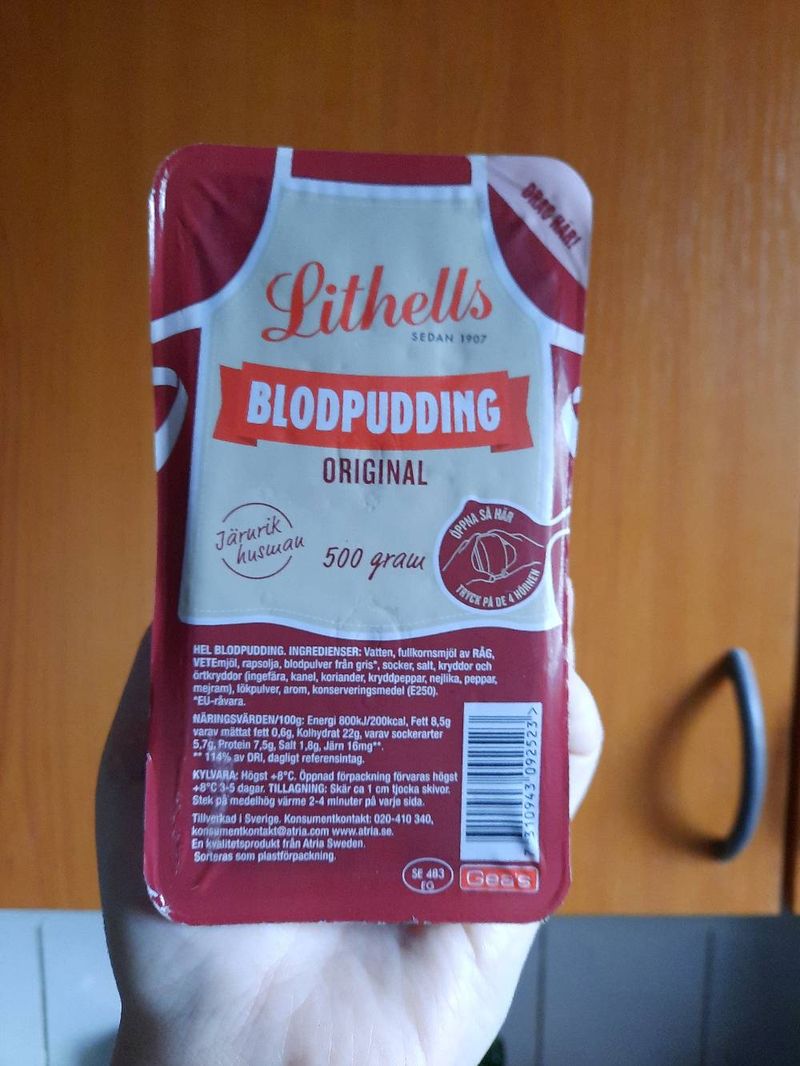 DRAG HÄR!
Lithells
SEDAN 1907
BLODPUDDING
ORIGINAL
Järnrik
husman
500 gram
ÖPPNA SÅ HÄR
TRYCK PÅ DE 4 HÖRNEN
HEL BLODPUDDING. INGREDIENSER: Vatten, fullkornsmjöl av RÅG,
VETEmjöl, rapsolja, blodpulver från gris*, socker, salt, kryddor och
örtkryddor (ingefära, kanel, koriander, kryddpeppar, nejlika, peppar,
mejram), lökpulver, arom, konserveringsmedel (E250).
*EU-råvara.
NÄRINGSVÄRDEN/100g: Energi 800kJ/200kcal, Fett 8,5g
varav mättat fett 0,6g, Kolhydrat 22g, varav sockerarter
5,7g, Protein 7,5g, Salt 1,8g, Järn 16mg**.
** 114% av DRI, dagligt referensintag.
KYLVARA: Högst +8°C. Öppnad förpackning förvaras högst
+8°C 3-5 dagar. TILLAGNING: Skär ca 1 cm tjocka skivor.
Stek på medelhög värme 2-4 minuter på varje sida.
Tillverkad i Sverige. Konsumentkontakt: 020-410 340,
konsumentkontakt@atria.com www.atria.se.
En kvalitetsprodukt från Atria Sweden.
Sorteras som plastförpackning.
7 310943 092523 >
SE 483
EG
Gea's